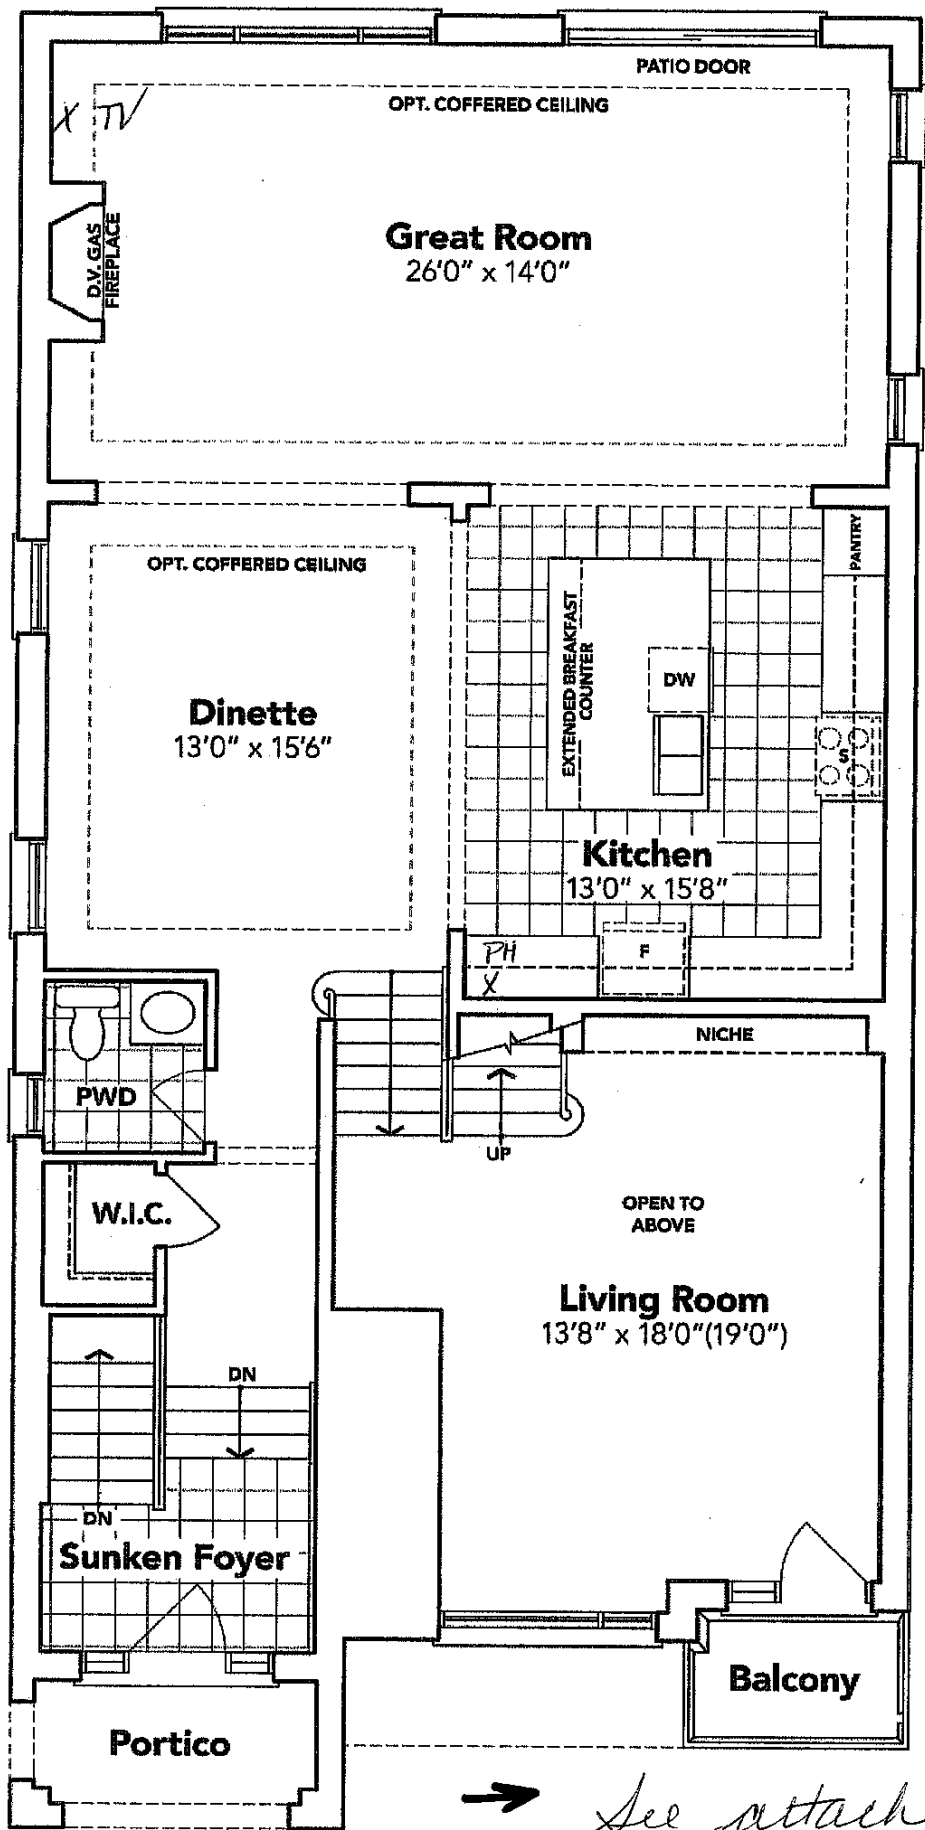 PATIO DOOR
OPT. COFFERED CEILING
X TV
Great Room
26'0" x 14'0"
D.V. GAS
FIREPLACE
OPT. COFFERED CEILING
PANTRY
EXTENDED BREAKFAST
COUNTER
DW
Dinette
13'0" x 15'6"
S
Kitchen
13'0" x 15'8"
PH
X
F
NICHE
PWD
UP
W.I.C.
OPEN TO
ABOVE
Living Room
13'8" x 18'0"(19'0")
DN
DN
Sunken Foyer
Balcony
Portico
See attach